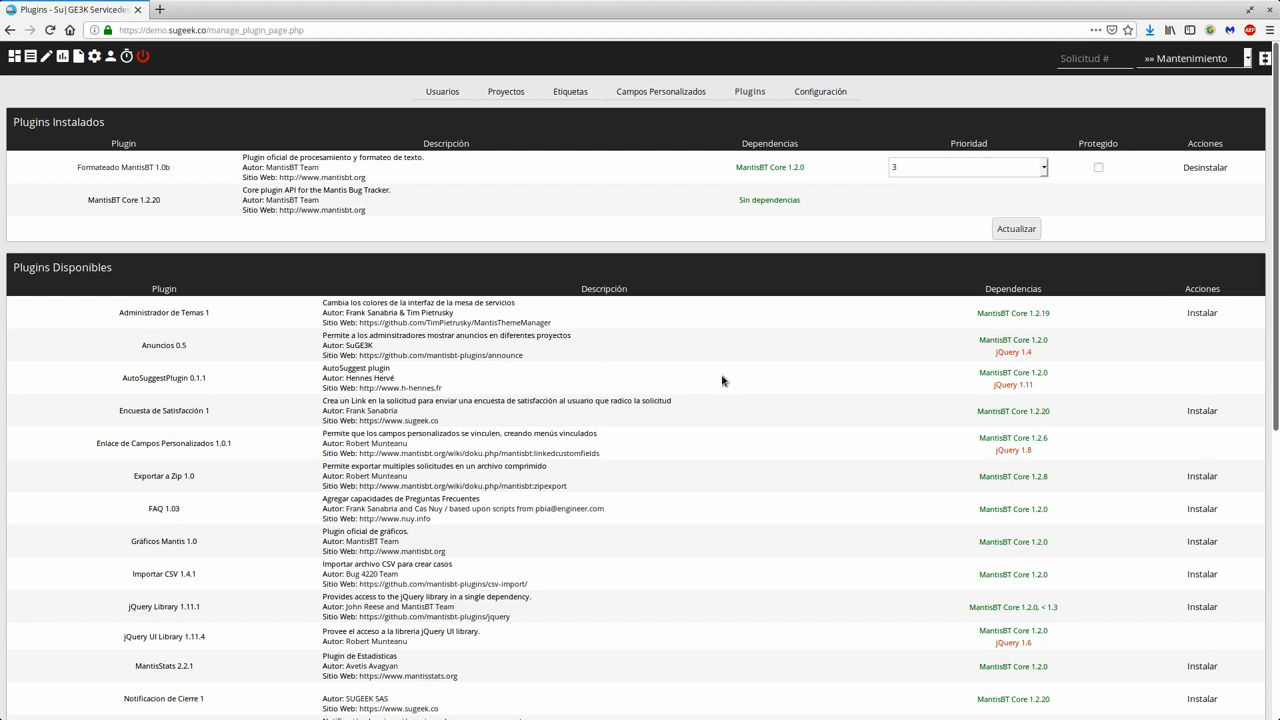 Plugins - Su|GE3K Servicedes
https://demo.sugeek.co/manage_plugin_page.php
ABP
Solicitud #
»» Mantenimiento
Usuarios Proyectos Etiquetas Campos Personalizados Plugins Configuración
Plugins Instalados
Plugin Descripción Dependencias Prioridad Protegido Acciones
Plugin oficial de procesamiento y formateo de texto.
Formateado MantisBT 1.0b Autor: MantisBT Team MantisBT Core 1.2.0 3 Desinstalar
Sitio Web: http://www.mantisbt.org
Core plugin API for the Mantis Bug Tracker.
MantisBT Core 1.2.20 Autor: MantisBT Team Sin dependencias
Sitio Web: http://www.mantisbt.org
Actualizar
Plugins Disponibles
Plugin Descripción Dependencias Acciones
Cambia los colores de la interfaz de la mesa de servicios
Administrador de Temas 1 Autor: Frank Sanabria & Tim Pietrusky MantisBT Core 1.2.19 Instalar
Sitio Web: https://github.com/TimPietrusky/MantisThemeManager
Permite a los adminsitradores mostrar anuncios en diferentes proyectos
MantisBT Core 1.2.0
Anuncios 0.5 Autor: SuGE3K
jQuery 1.4
Sitio Web: https://github.com/mantisbt-plugins/announce
AutoSuggest plugin
MantisBT Core 1.2.0
AutoSuggestPlugin 0.1.1 Autor: Hennes Hervé
jQuery 1.11
Sitio Web: http://www.h-hennes.fr
Crea un Link en la solicitud para enviar una encuesta de satisfacción al usuario que radico la solicitud
Encuesta de Satisfacción 1 Autor: Frank Sanabria MantisBT Core 1.2.20 Instalar
Sitio Web: https://www.sugeek.co
Permite que los campos personalizados se vinculen, creando menús vinculados
MantisBT Core 1.2.6
Enlace de Campos Personalizados 1.0.1 Autor: Robert Munteanu
jQuery 1.8
Sitio Web: http://www.mantisbt.org/wiki/doku.php/mantisbt:linkedcustomfields
Permite exportar multiples solicitudes en un archivo comprimido
Exportar a Zip 1.0 Autor: Robert Munteanu MantisBT Core 1.2.8 Instalar
Sitio Web: http://www.mantisbt.org/wiki/doku.php/mantisbt:zipexport
Agregar capacidades de Preguntas Frecuentes
FAQ 1.03 Autor: Frank Sanabria and Cas Nuy / based upon scripts from pbia@engineer.com MantisBT Core 1.2.0 Instalar
Sitio Web: http://www.nuy.info
Plugin oficial de gráficos.
Gráficos Mantis 1.0 Autor: MantisBT Team MantisBT Core 1.2.0 Instalar
Sitio Web: http://www.mantisbt.org
Importar archivo CSV para crear casos
Importar CSV 1.4.1 Autor: Bug 4220 Team MantisBT Core 1.2.0 Instalar
Sitio Web: https://github.com/mantisbt-plugins/csv-import/
Provides access to the jQuery library in a single dependency.
jQuery Library 1.11.1 Autor: John Reese and MantisBT Team MantisBT Core 1.2.0, < 1.3 Instalar
Sitio Web: https://github.com/mantisbt-plugins/jquery
Provee el acceso a la libreria jQuery UI library.
MantisBT Core 1.2.0
jQuery UI Library 1.11.4
Autor: Robert Munteanu
jQuery 1.6
Plugin de Estadisticas
MantisStats 2.2.1 Autor: Avetis Avagyan MantisBT Core 1.2.0 Instalar
Sitio Web: https://www.mantisstats.org
Notificacion de Cierre 1 Autor: SUGEEK SAS MantisBT Core 1.2.20 Instalar
Sitio Web: https://www.sugeek.co